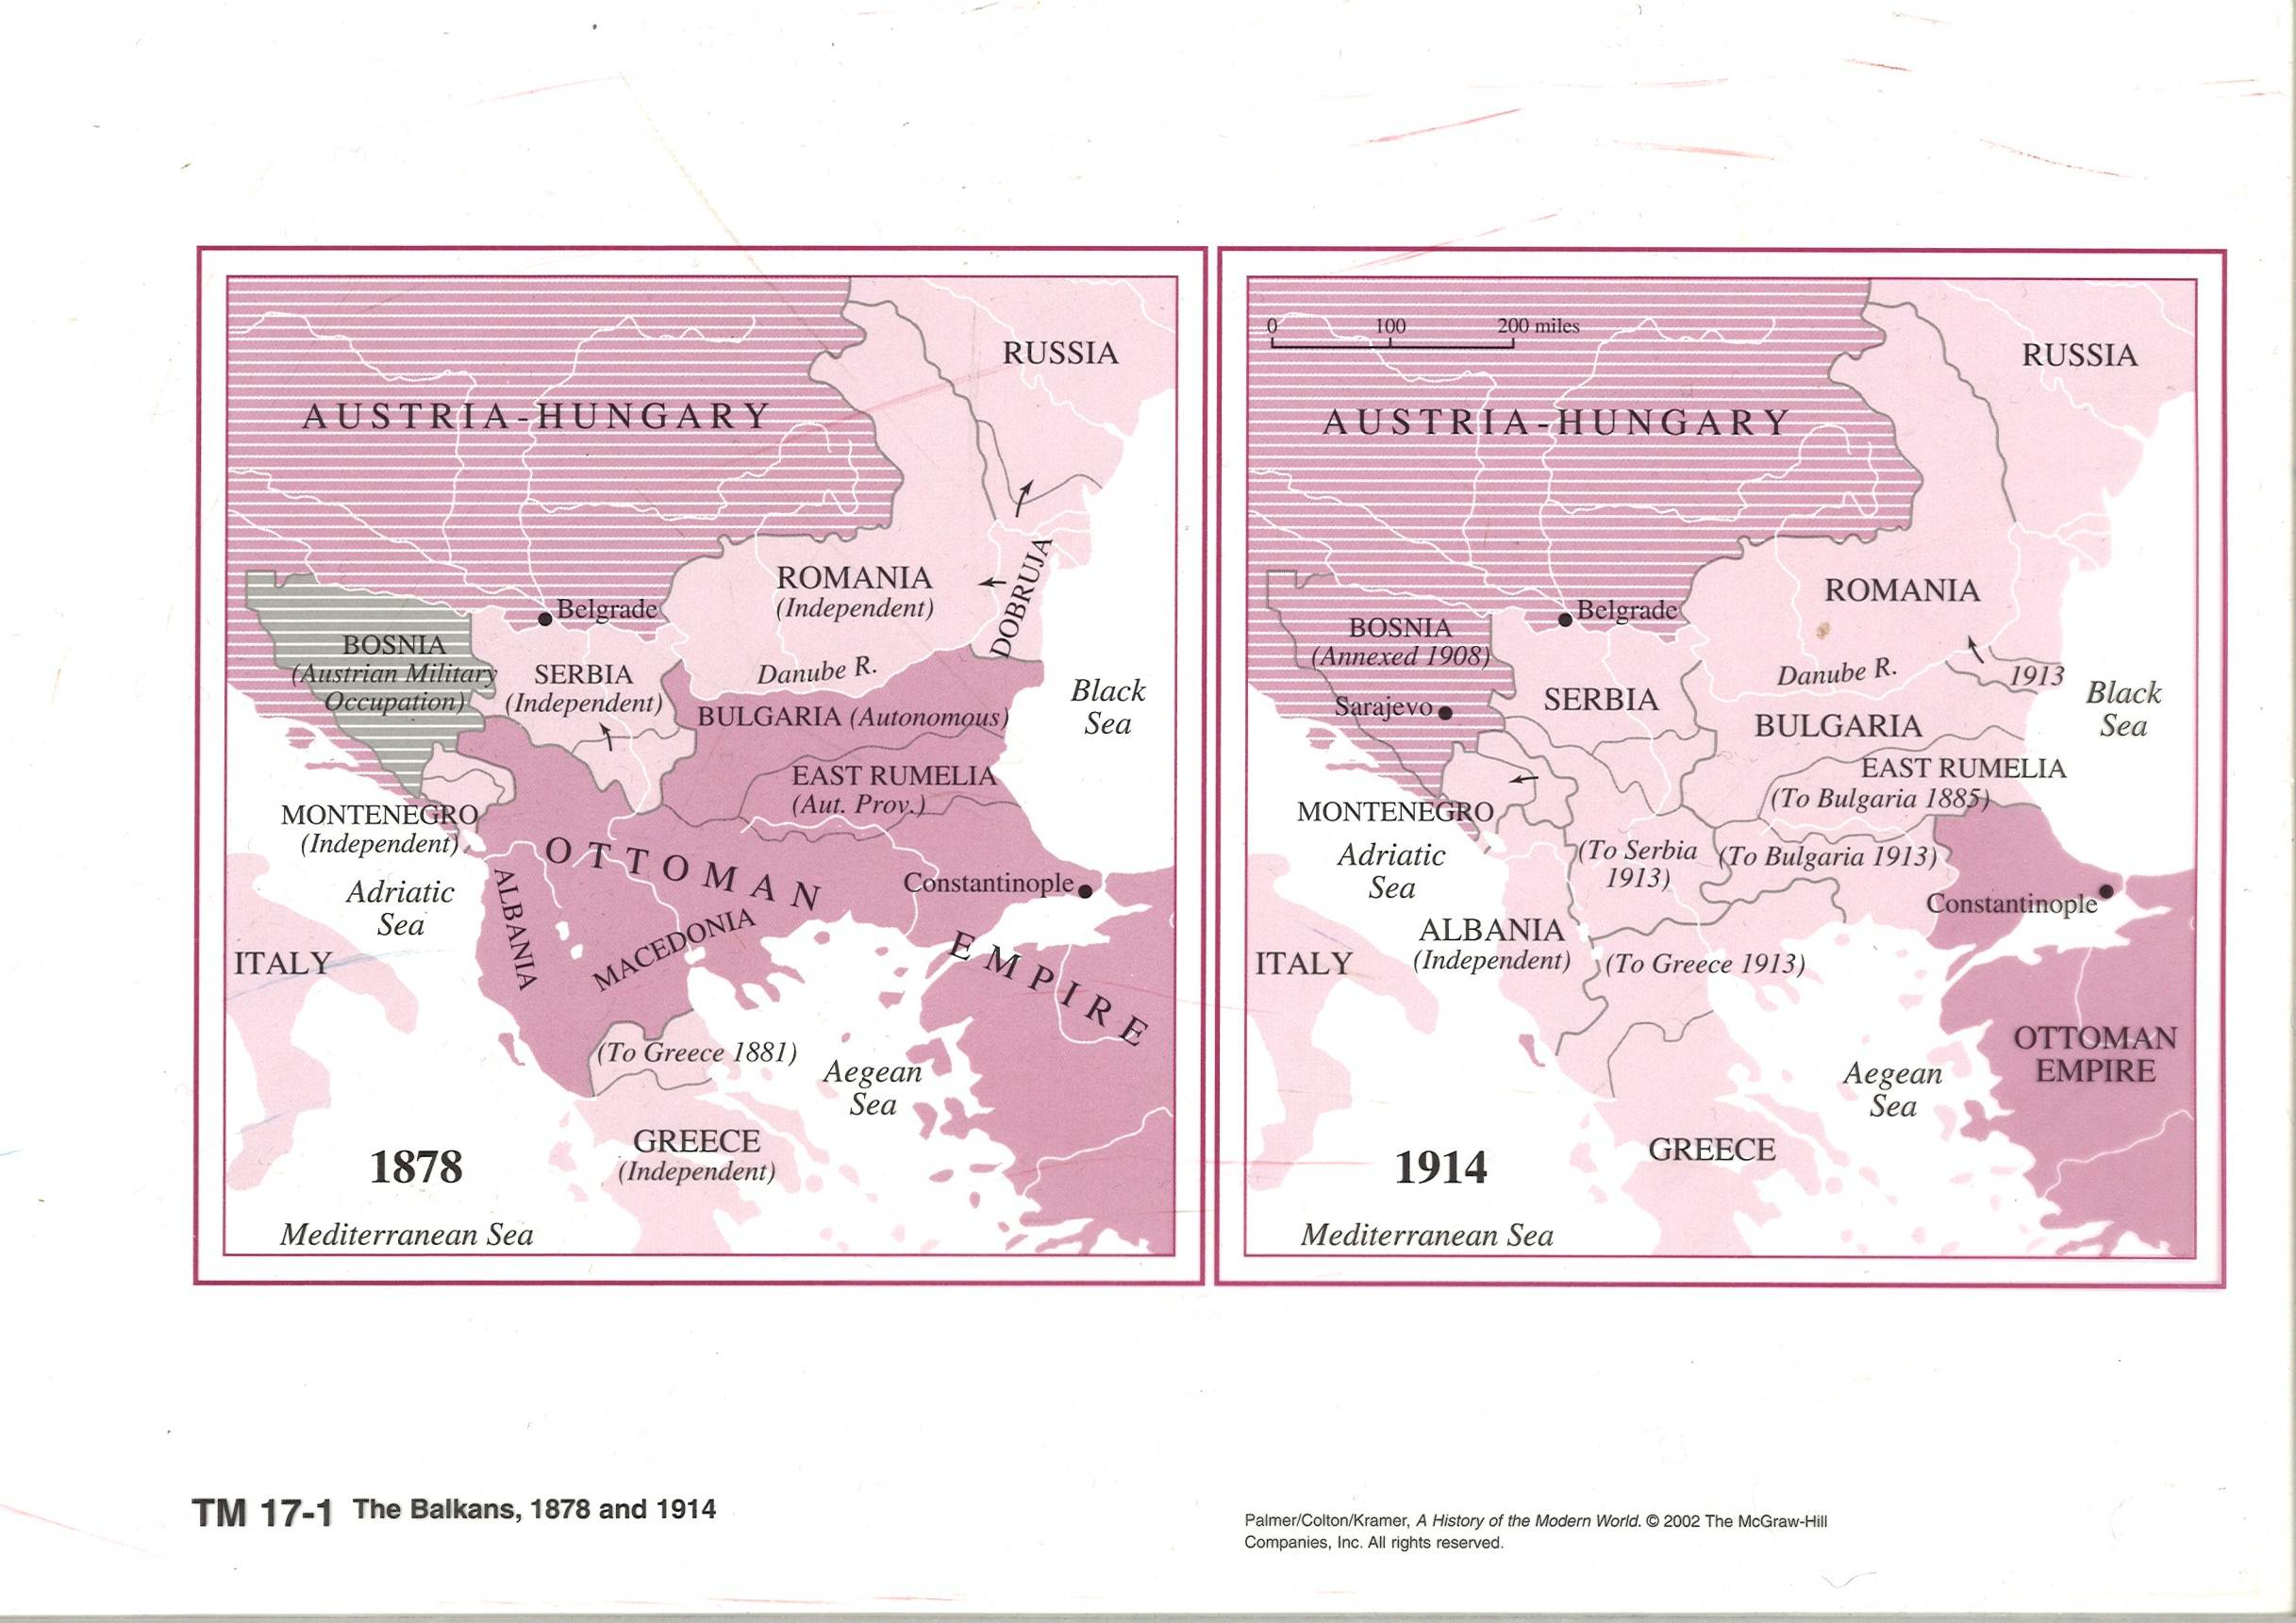 RUSSIA
AUSTRIA-HUNGARY
ROMANIA
(Independent)
DOBRUJA
Belgrade
BOSNIA
(Austrian Military
Occupation)
SERBIA
(Independent)
Danube R.
BULGARIA (Autonomous)
Black
Sea
EAST RUMELIA
(Aut. Prov.)
MONTENEGRO
(Independent)
OTTOMAN
EMPIRE
Constantinople
Adriatic
Sea
ALBANIA
MACEDONIA
ITALY
(To Greece 1881)
Aegean
Sea
GREECE
(Independent)
1878
Mediterranean Sea
0 100 200 miles
RUSSIA
AUSTRIA-HUNGARY
ROMANIA
Belgrade
BOSNIA
(Annexed 1908)
Sarajevo
SERBIA
Danube R.
1913
Black
Sea
BULGARIA
EAST RUMELIA
(To Bulgaria 1885)
MONTENEGRO
Adriatic
Sea
(To Serbia
1913)
(To Bulgaria 1913)
Constantinople
ALBANIA
(Independent)
ITALY
(To Greece 1913)
OTTOMAN
EMPIRE
Aegean
Sea
GREECE
1914
Mediterranean Sea
TM 17-1 The Balkans, 1878 and 1914
Palmer/Colton/Kramer, A History of the Modern World. © 2002 The McGraw-Hill
Companies, Inc. All rights reserved.